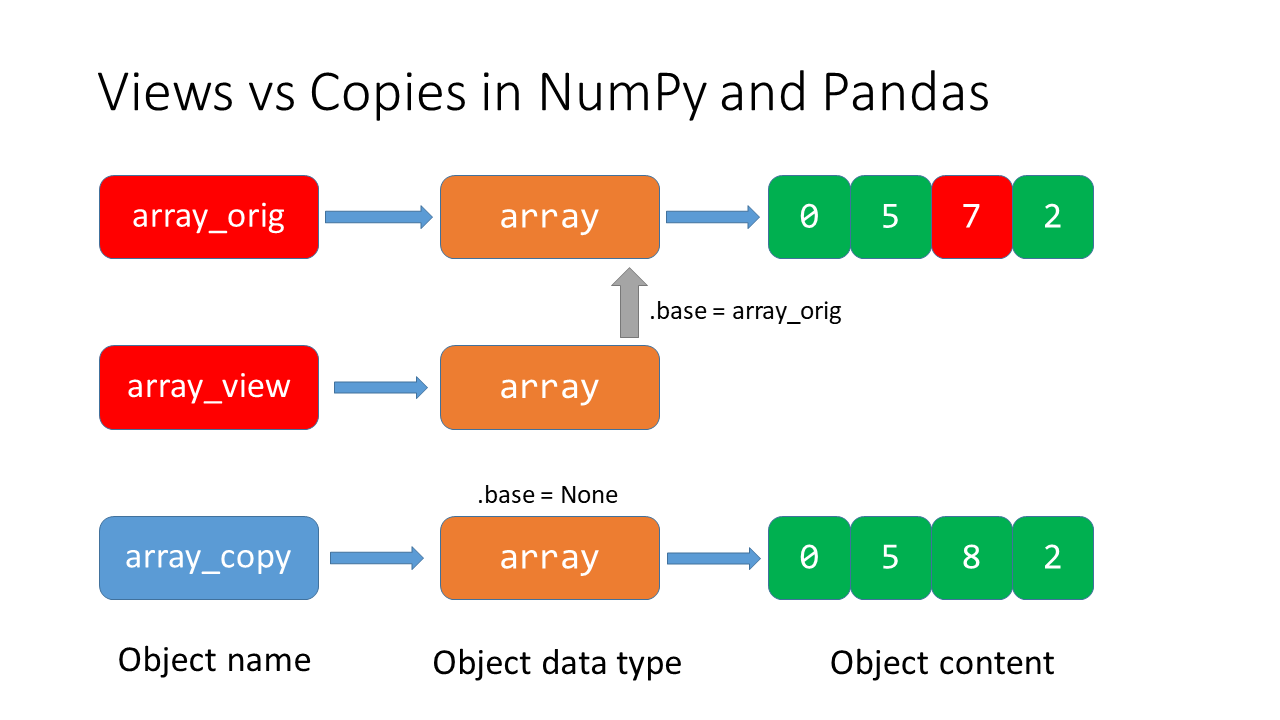 Views vs Copies in NumPy and Pandas
array_orig array 0 5 7 2
.base = array_orig
array_view array
.base = None
array_copy array 0 5 8 2
Object name Object data type Object content